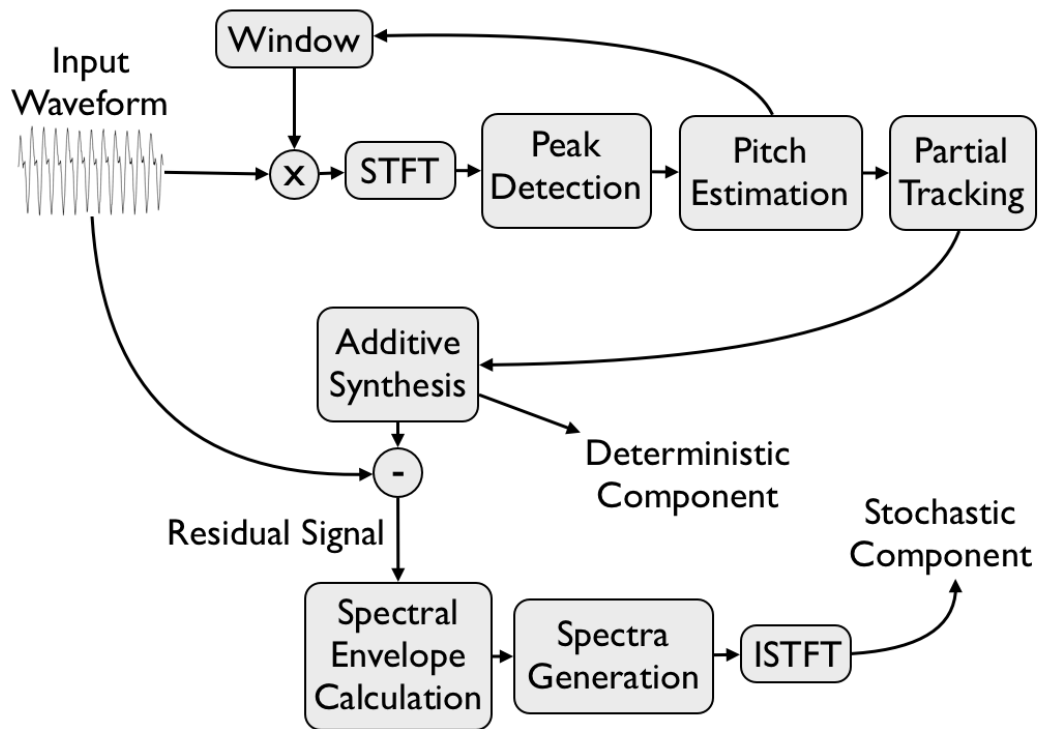 Window
Input
Waveform
x
STFT
Peak
Detection
Pitch
Estimation
Partial
Tracking
Additive
Synthesis
Deterministic
Component
-
Residual Signal
Stochastic
Component
Spectral
Envelope
Calculation
Spectra
Generation
ISTFT